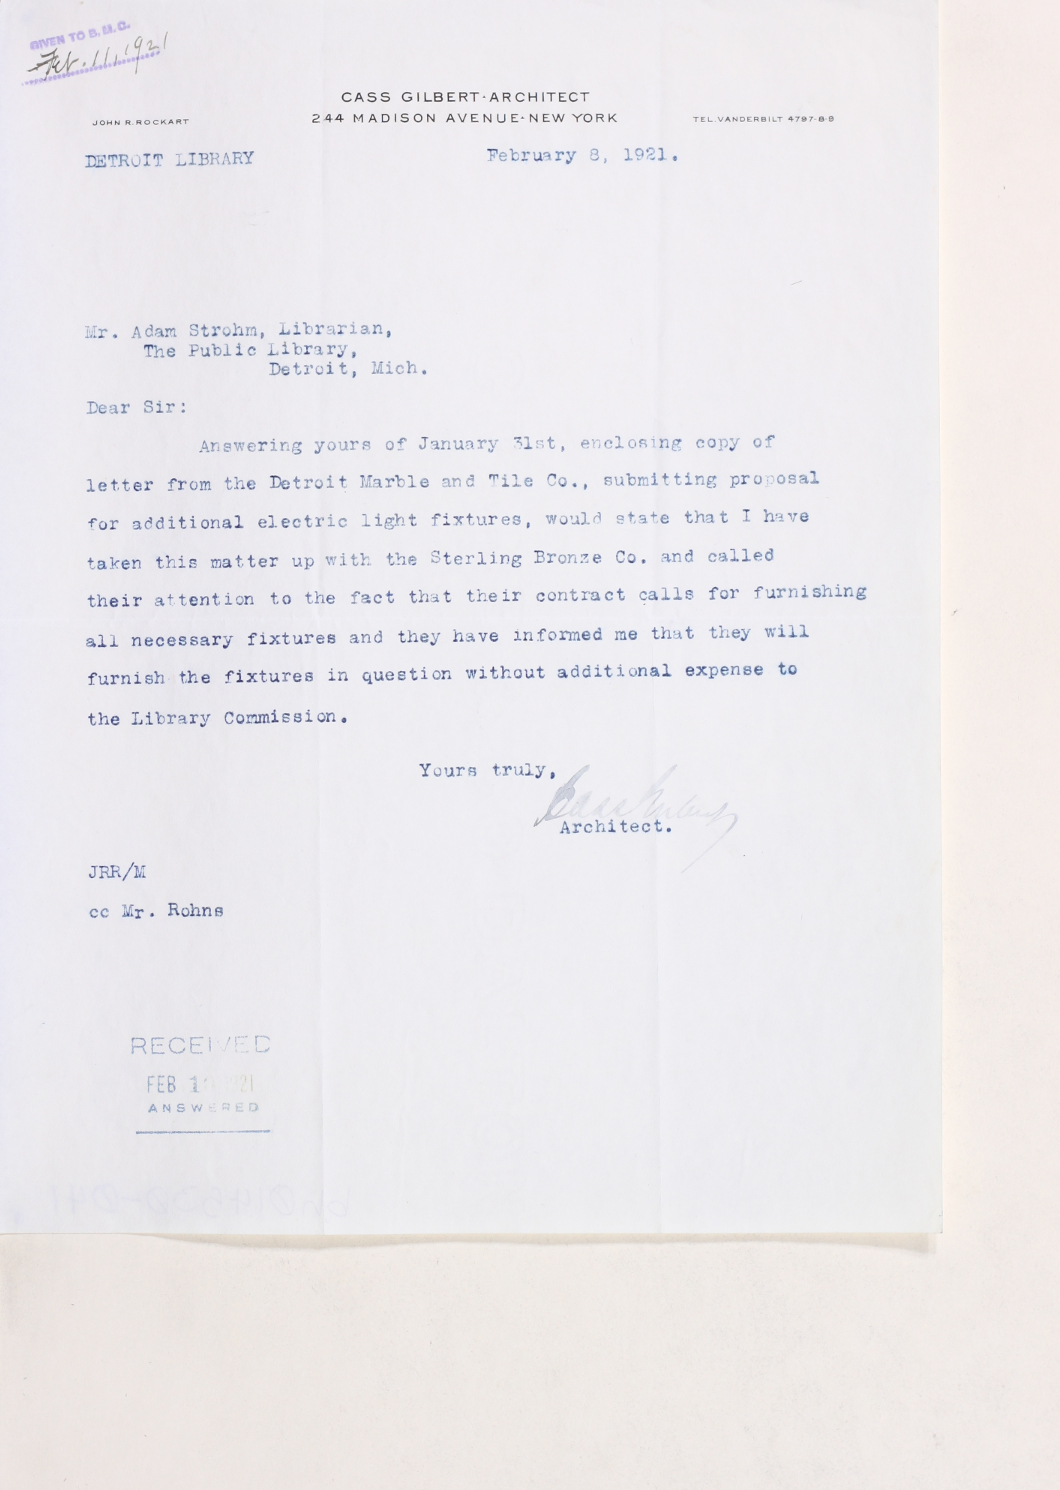 GIVEN TO B. M. C.
Feb. 11, 1921
CASS GILBERT-ARCHITECT
JOHN R. ROCKART
244 MADISON AVENUE-NEW YORK
TEL. VANDERBILT 4797-8-9
DETROIT LIBRARY
February 8, 1921.
Mr. Adam Strohm, Librarian,
The Public Library,
Detroit, Mich.
Dear Sir:
Answering yours of January 31st, enclosing copy of
letter from the Detroit Marble and Tile Co., submitting proposal
for additional electric light fixtures, would state that I have
taken this matter up with the Sterling Bronze Co. and called
their attention to the fact that their contract calls for furnishing
all necessary fixtures and they have informed me that they will
furnish the fixtures in question without additional expense to
the Library Commission.
Yours truly,
Cass Gilbert
Architect.
JRR/M
cc Mr. Rohns
RECEIVED
FEB 10 1921
ANSWERED